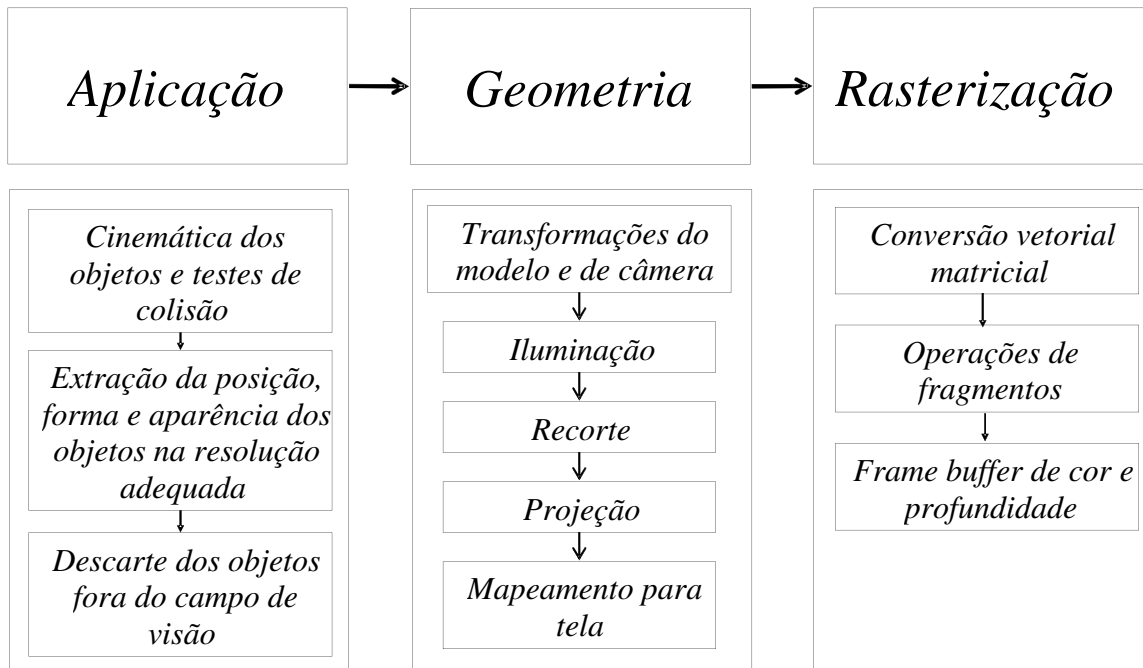 Aplicação
Geometria
Rasterização
Cinemática dos
objetos e testes de
colisão
Extração da posição,
forma e aparência dos
objetos na resolução
adequada
Descarte dos objetos
fora do campo de
visão
Transformações do
modelo e de câmera
Iluminação
Recorte
Projeção
Mapeamento para
tela
Conversão vetorial
matricial
Operações de
fragmentos
Frame buffer de cor e
profundidade